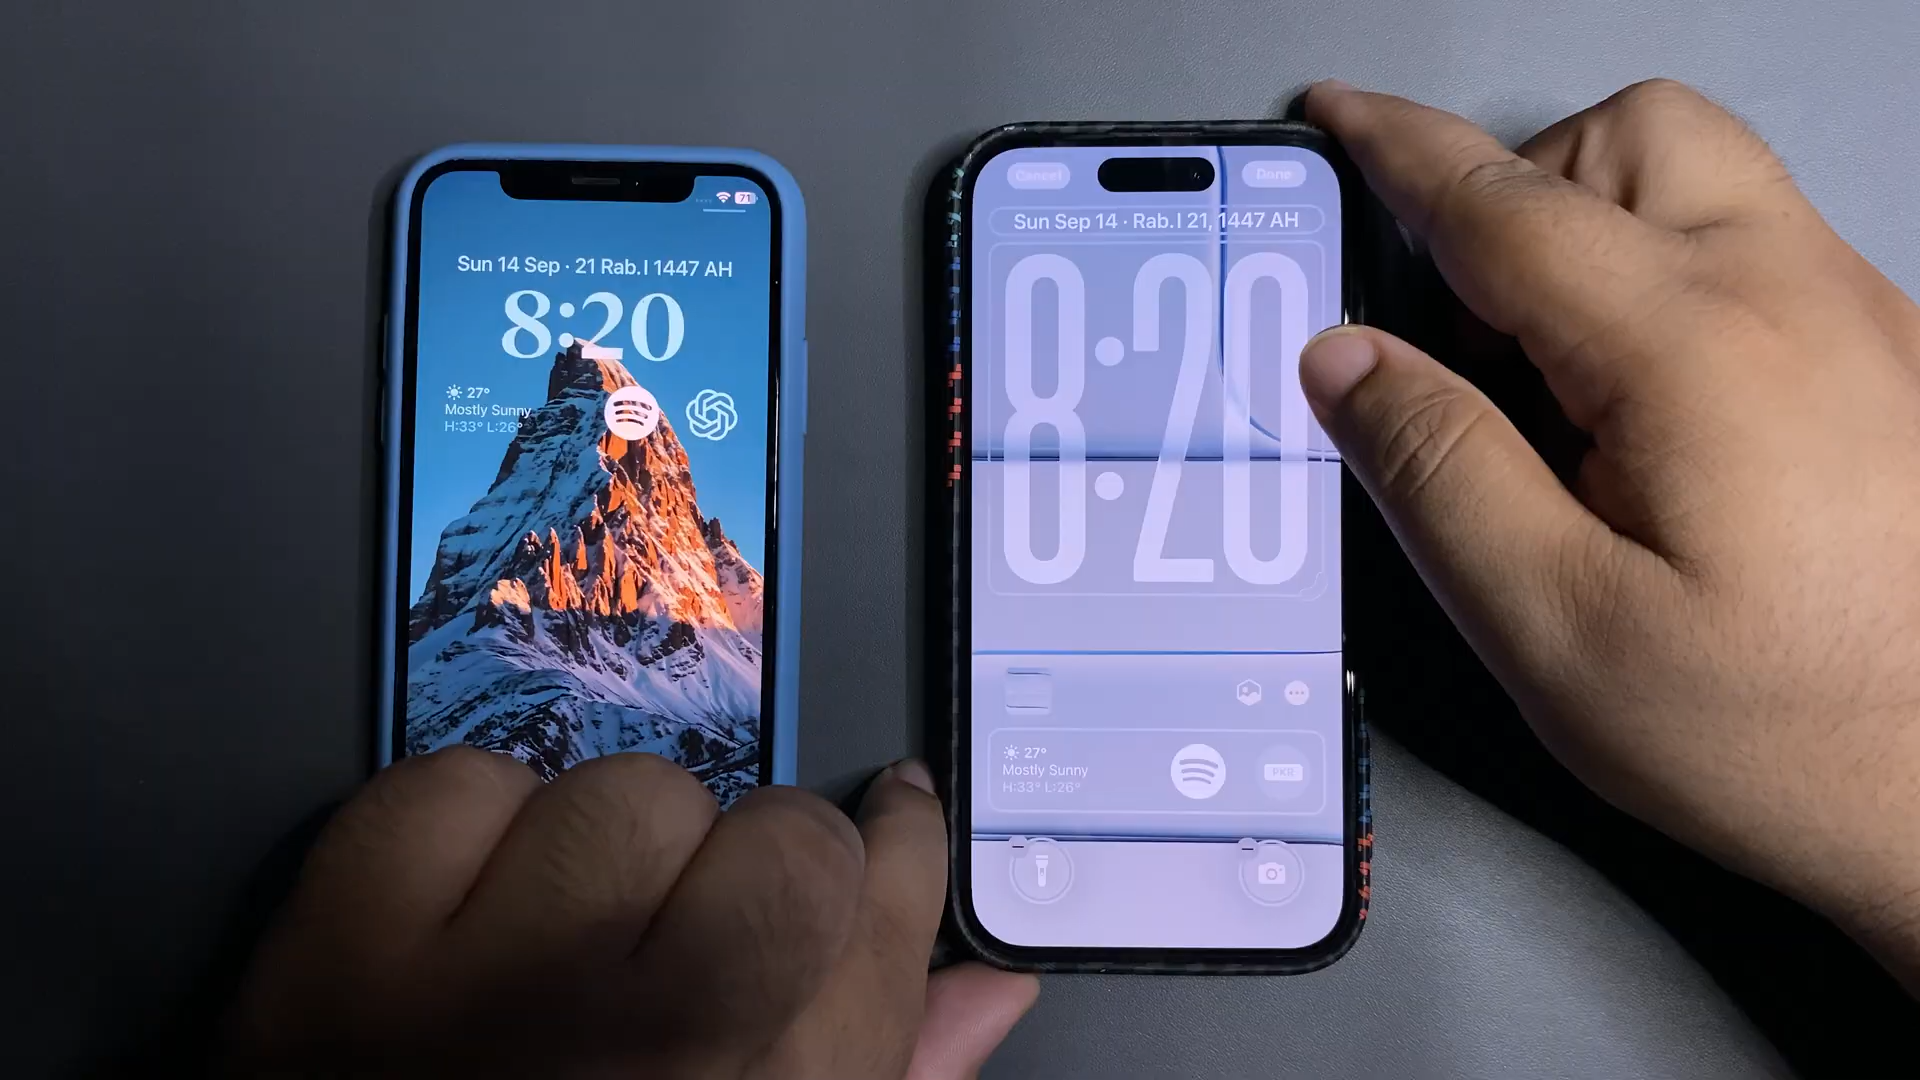 71
Sun 14 Sep · 21 Rab.I 1447 AH
8:20
27°
Mostly Sunny
H:33° L:26°
Cancel
Done
Sun Sep 14 · Rab.I 21, 1447 AH
8:20
27°
Mostly Sunny
H:33° L:26°
PKR